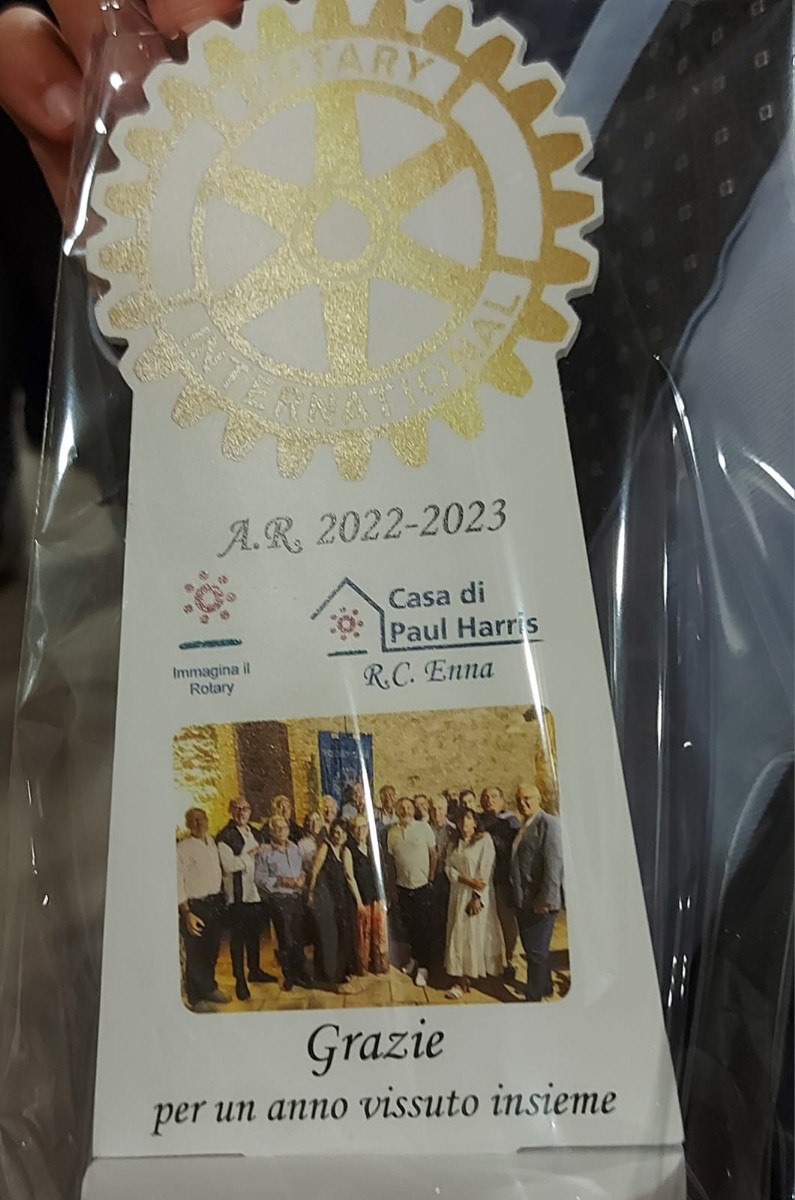 ROTARY
INTERNATIONAL
A.R. 2022-2023
Immagina il
Rotary
Casa di
Paul Harris
R.C. Enna
Grazie
per un anno vissuto insieme